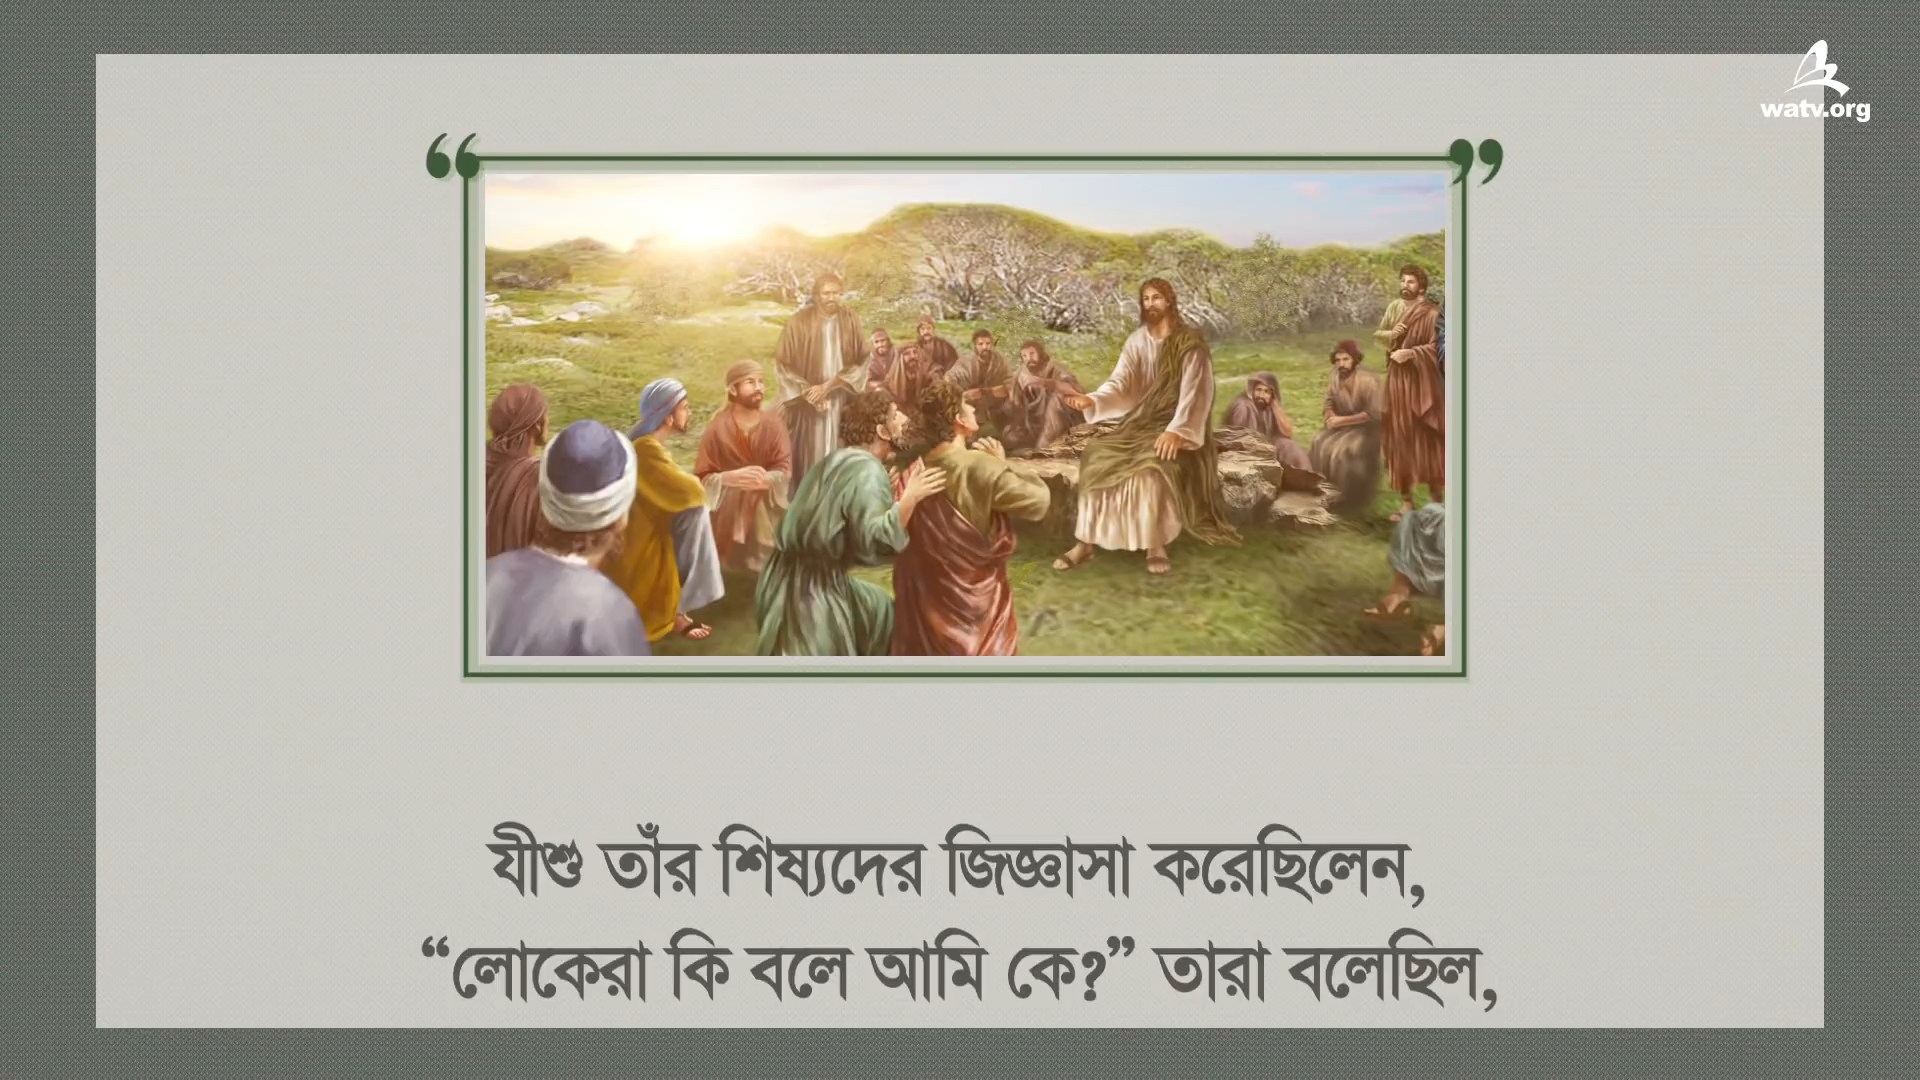 watv.org
যীশু তাঁর শিষ্যদের জিজ্ঞাসা করেছিলেন,
“লোকেরা কি বলে আমি কে?” তারা বলেছিল,